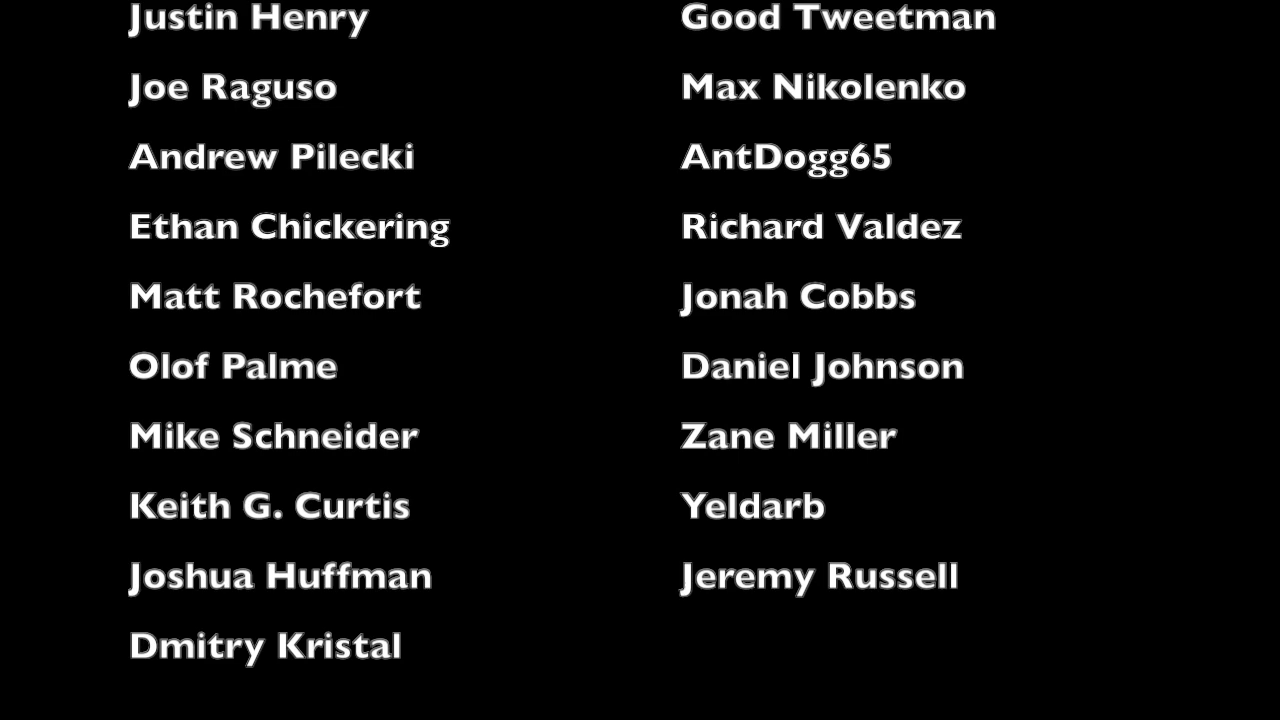 Justin Henry
Joe Raguso
Andrew Pilecki
Ethan Chickering
Matt Rochefort
Olof Palme
Mike Schneider
Keith G. Curtis
Joshua Huffman
Dmitry Kristal
Good Tweetman
Max Nikolenko
AntDogg65
Richard Valdez
Jonah Cobbs
Daniel Johnson
Zane Miller
Yeldarb
Jeremy Russell